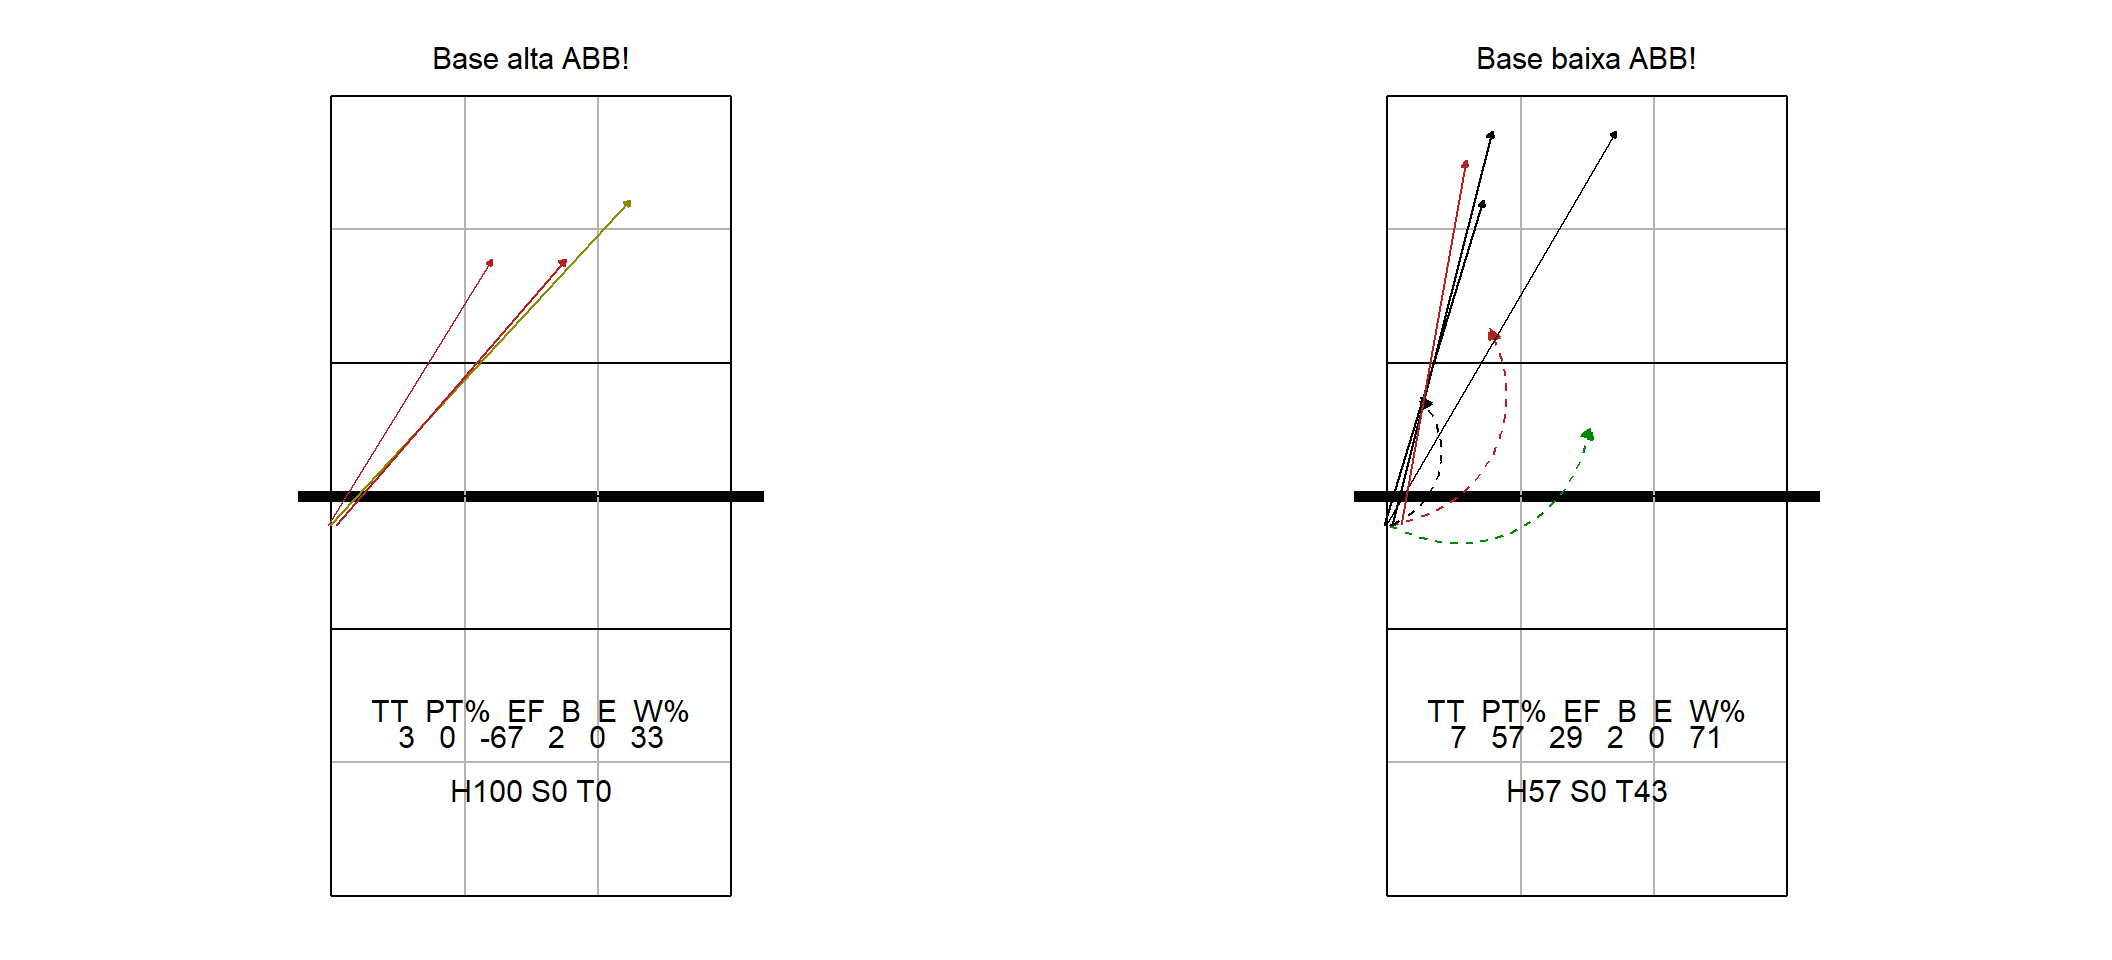 Base alta ABB!
TT PT% EF B E W%
3 0 -67 2 0 33
H100 S0 T0
Base baixa ABB!
TT PT% EF B E W%
7 57 29 2 0 71
H57 S0 T43